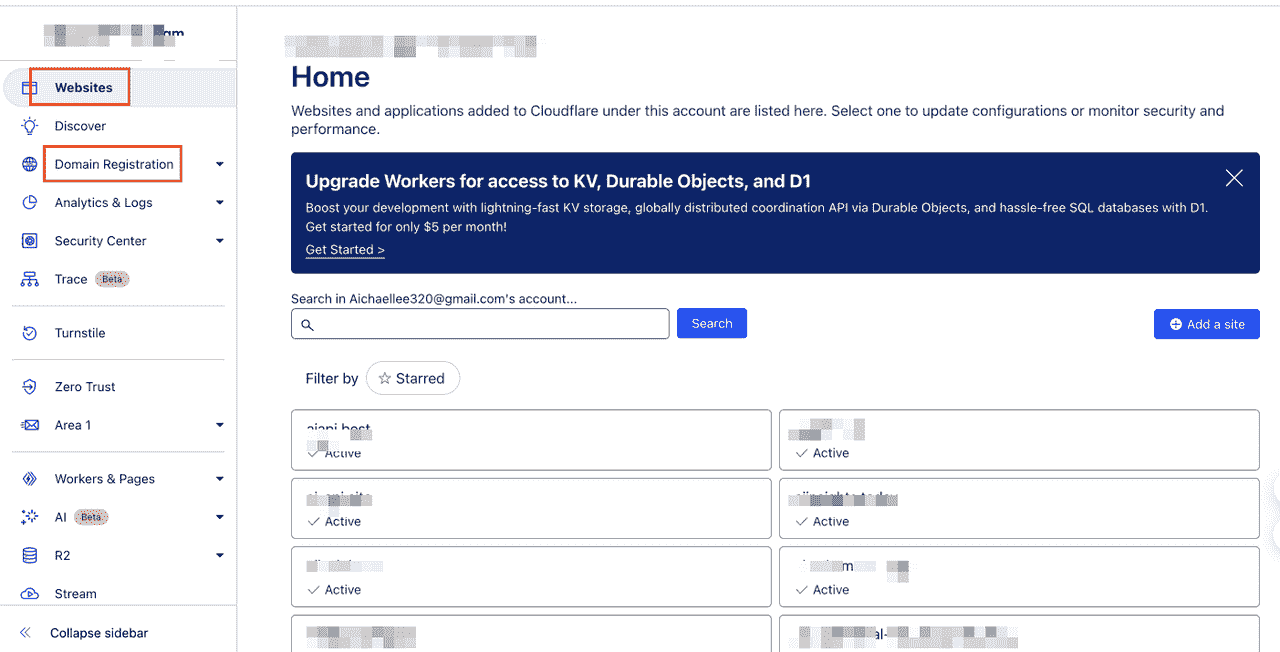 Websites
Discover
Domain Registration
Analytics & Logs
Security Center
Trace Beta
Turnstile
Zero Trust
Area 1
Workers & Pages
AI Beta
R2
Stream
Collapse sidebar
Home
Websites and applications added to Cloudflare under this account are listed here. Select one to update configurations or monitor security and
performance.
Upgrade Workers for access to KV, Durable Objects, and D1
Boost your development with lightning-fast KV storage, globally distributed coordination API via Durable Objects, and hassle-free SQL databases with D1.
Get started for only $5 per month!
Get Started >
Search in Aichaellee320@gmail.com's account...
Search
Add a site
Filter by
Starred
Active
Active
Active
Active
Active
Active